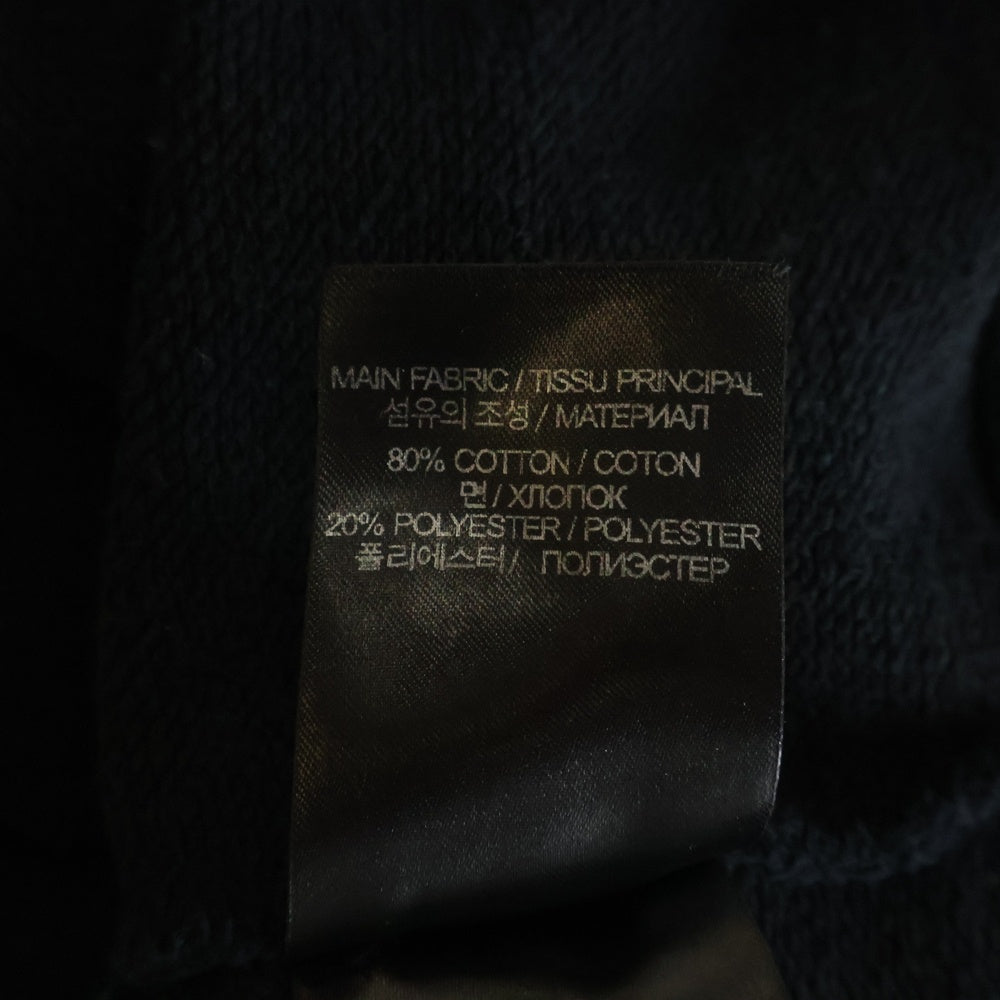 MAIN FABRIC / TISSU PRINCIPAL
섬유의 조성 / МАТЕРИАЛ
80% COTTON / COTON
면 / ХЛОПОК
20% POLYESTER / POLYESTER
폴리에스터 / ПОЛИЭСТЕР